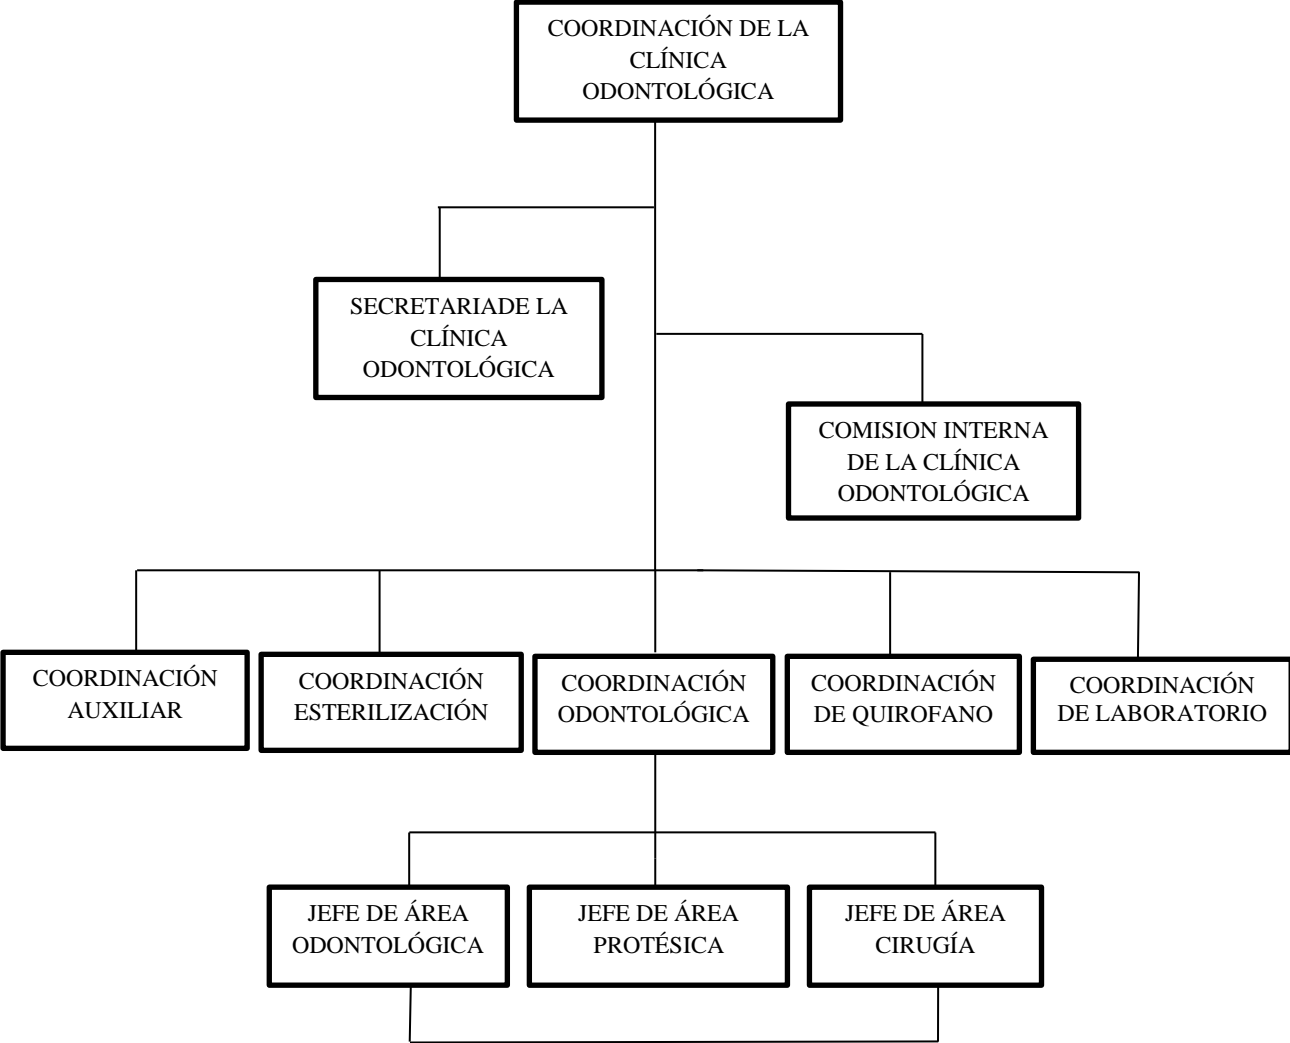 COORDINACIÓN DE LA
CLÍNICA
ODONTOLÓGICA
SECRETARIADE LA
CLÍNICA
ODONTOLÓGICA
COMISION INTERNA
DE LA CLÍNICA
ODONTOLÓGICA
COORDINACIÓN
AUXILIAR
COORDINACIÓN
ESTERILIZACIÓN
COORDINACIÓN
ODONTOLÓGICA
COORDINACIÓN
DE QUIROFANO
COORDINACIÓN
DE LABORATORIO
JEFE DE ÁREA
ODONTOLÓGICA
JEFE DE ÁREA
PROTÉSICA
JEFE DE ÁREA
CIRUGÍA